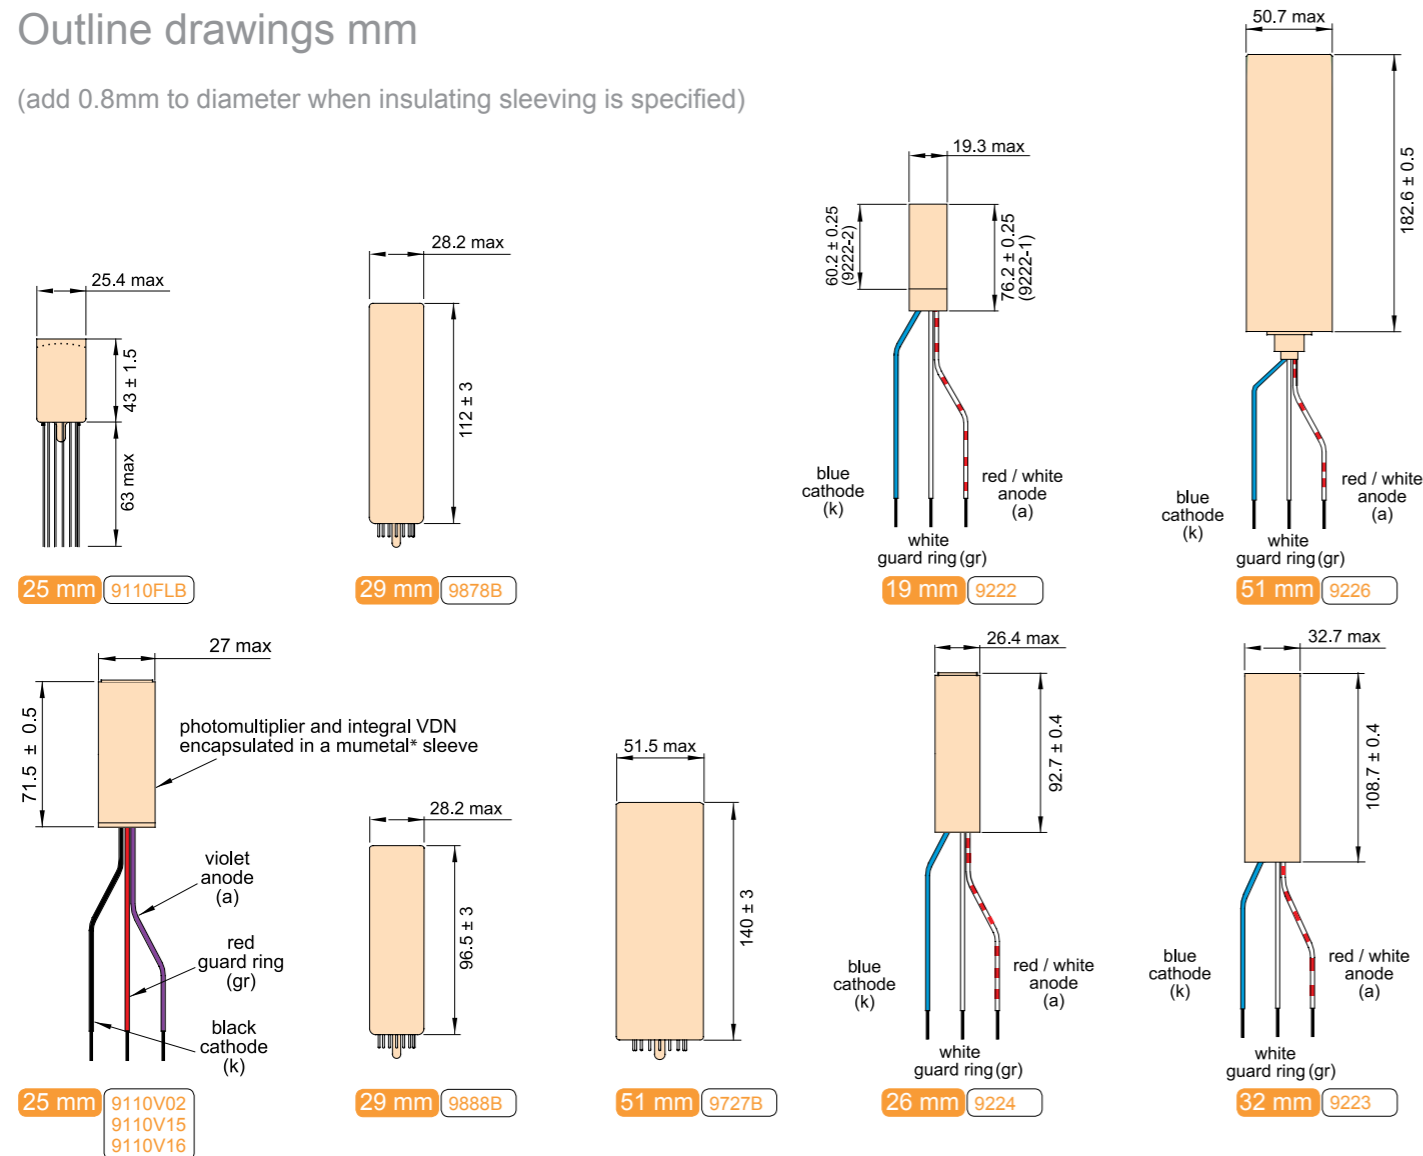 Outline drawings mm
(add 0.8mm to diameter when insulating sleeving is specified)
25.4 max
43 ± 1.5
63 max
25 mm
9110FLB
28.2 max
112 ± 3
29 mm
9878B
19.3 max
60.2 ± 0.25
(9222-2)
76.2 ± 0.25
(9222-1)
blue
cathode
(k)
red / white
anode
(a)
white
guard ring (gr)
19 mm
9222
50.7 max
182.6 ± 0.5
blue
cathode
(k)
red / white
anode
(a)
white
guard ring (gr)
51 mm
9226
27 max
71.5 ± 0.5
photomultiplier and integral VDN
encapsulated in a mumetal* sleeve
violet
anode
(a)
red
guard ring
(gr)
black
cathode
(k)
25 mm
9110V02
9110V15
9110V16
28.2 max
96.5 ± 3
29 mm
9888B
51.5 max
140 ± 3
51 mm
9727B
26.4 max
92.7 ± 0.4
blue
cathode
(k)
red / white
anode
(a)
white
guard ring (gr)
26 mm
9224
32.7 max
108.7 ± 0.4
blue
cathode
(k)
red / white
anode
(a)
white
guard ring (gr)
32 mm
9223